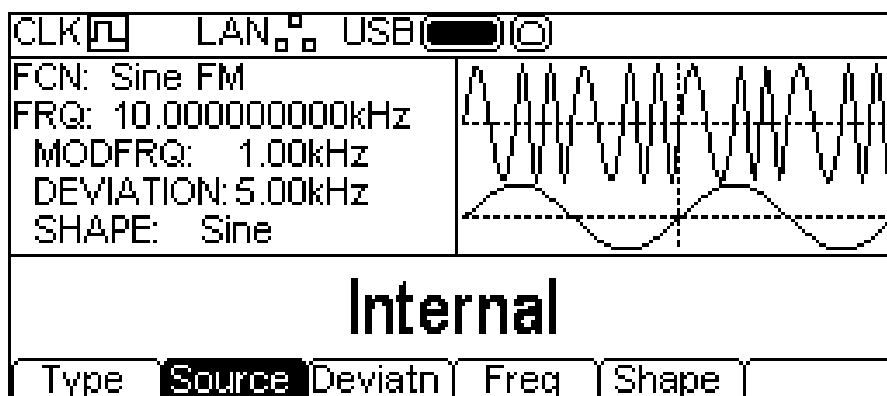 CLK LAN USB
FCN: Sine FM
FRQ: 10.000000000kHz
MODFRQ: 1.00kHz
DEVIATION: 5.00kHz
SHAPE: Sine
Internal
Type Source Deviatn Freq Shape